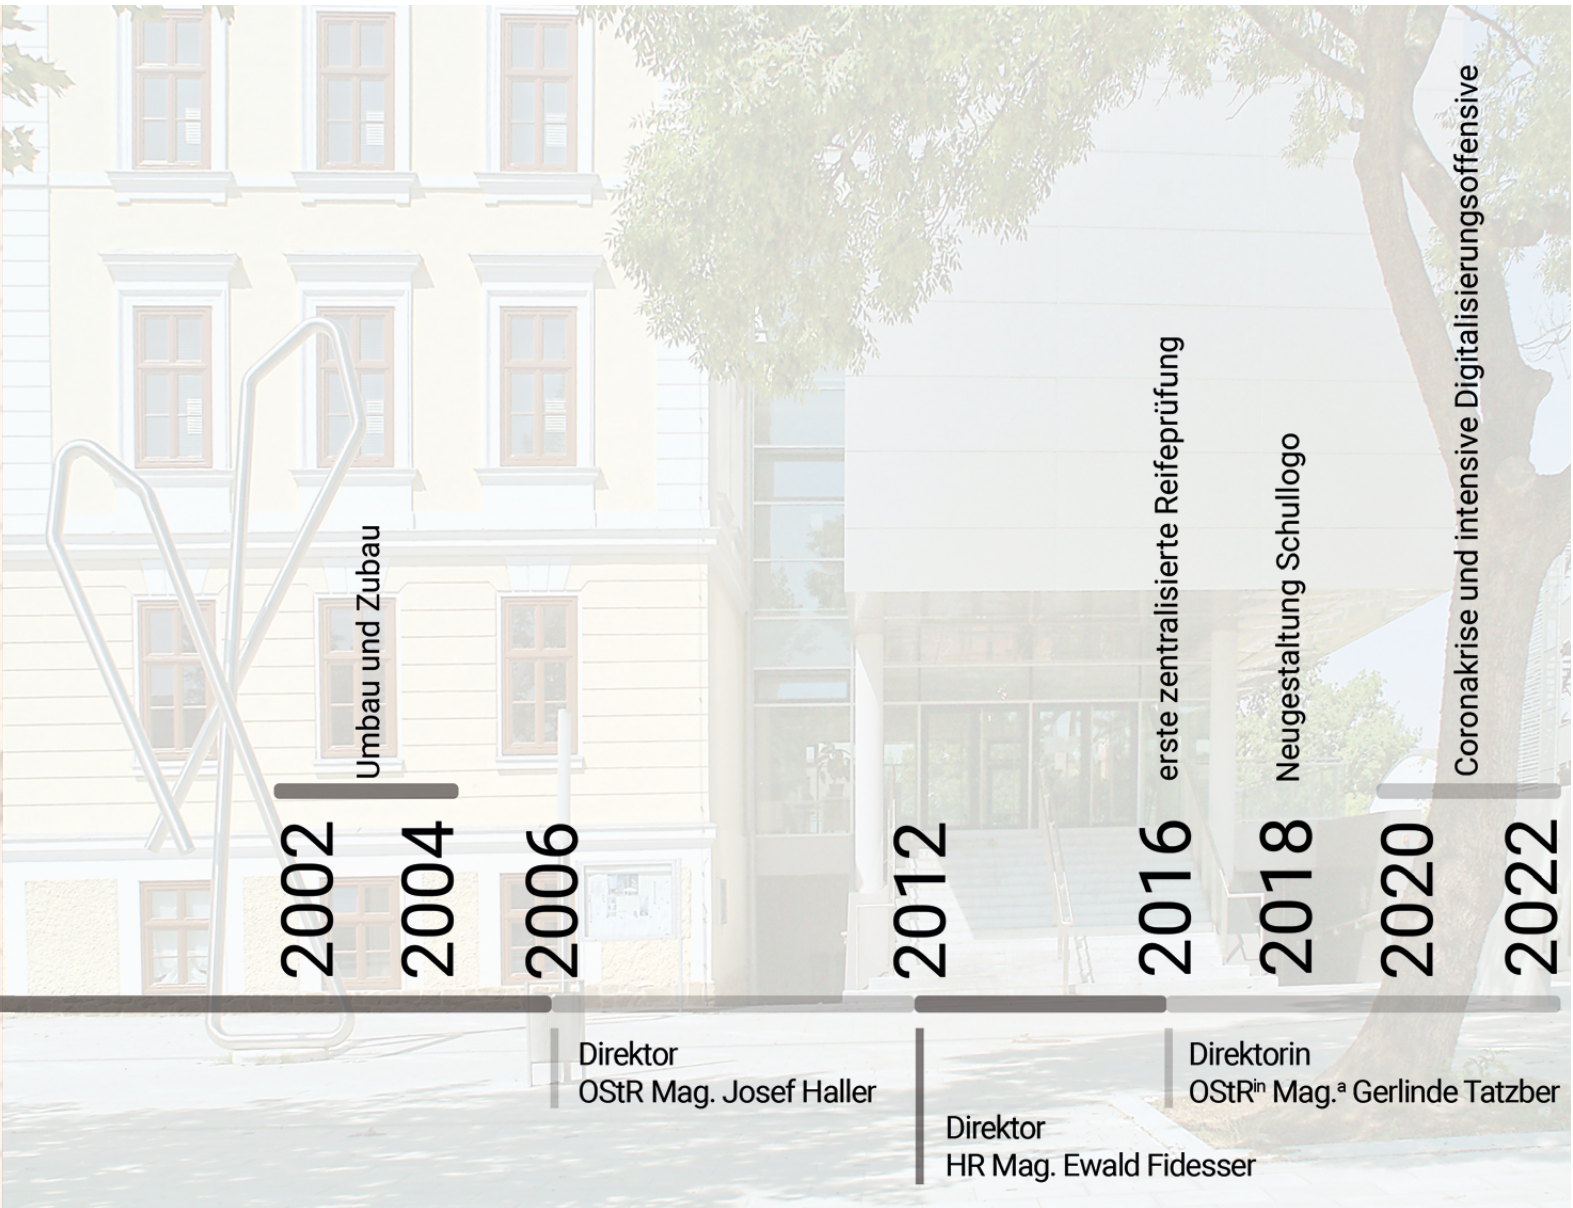 Umbau und Zubau
erste zentralisierte Reifeprüfung
Neugestaltung Schullogo
Coronakrise und intensive Digitalisierungsoffensive
2002
2004
2006
2012
2016
2018
2020
2022
Direktor
OStR Mag. Josef Haller
Direktor
HR Mag. Ewald Fidesser
Direktorin
OStRⁱⁿ Mag.ᵃ Gerlinde Tatzber